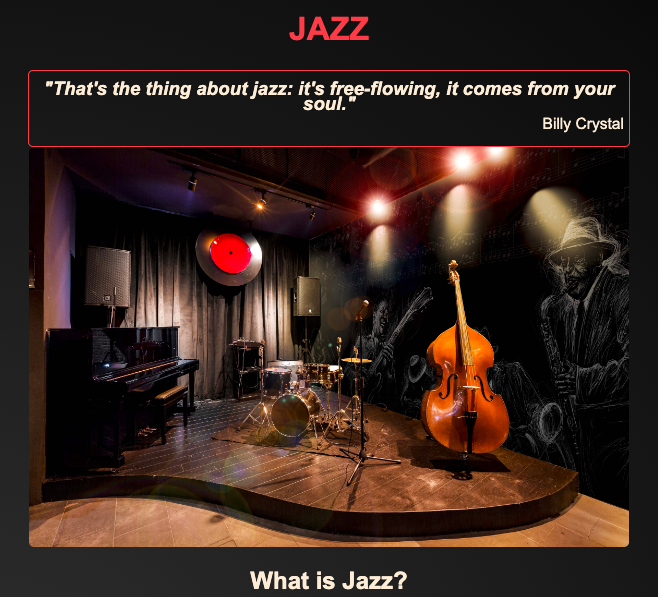 JAZZ
"That's the thing about jazz: it's free-flowing, it comes from your
soul."
Billy Crystal
What is Jazz?